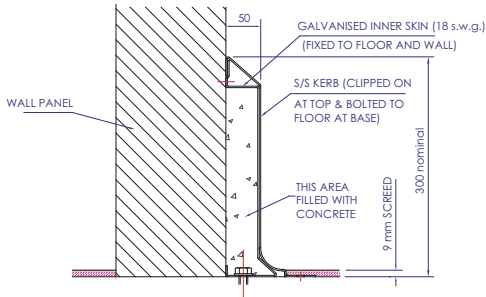 50
GALVANISED INNER SKIN (18 s.w.g.)
(FIXED TO FLOOR AND WALL)
S/S KERB (CLIPPED ON
AT TOP & BOLTED TO
FLOOR AT BASE)
WALL PANEL
300 nominal
THIS AREA
FILLED WITH
CONCRETE
9 mm SCREED